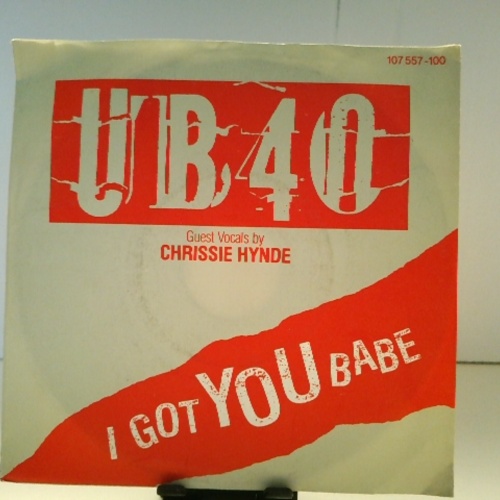 107 557-100
UB40
Guest Vocals by
CHRISSIE HYNDE
I GOT YOU BABE